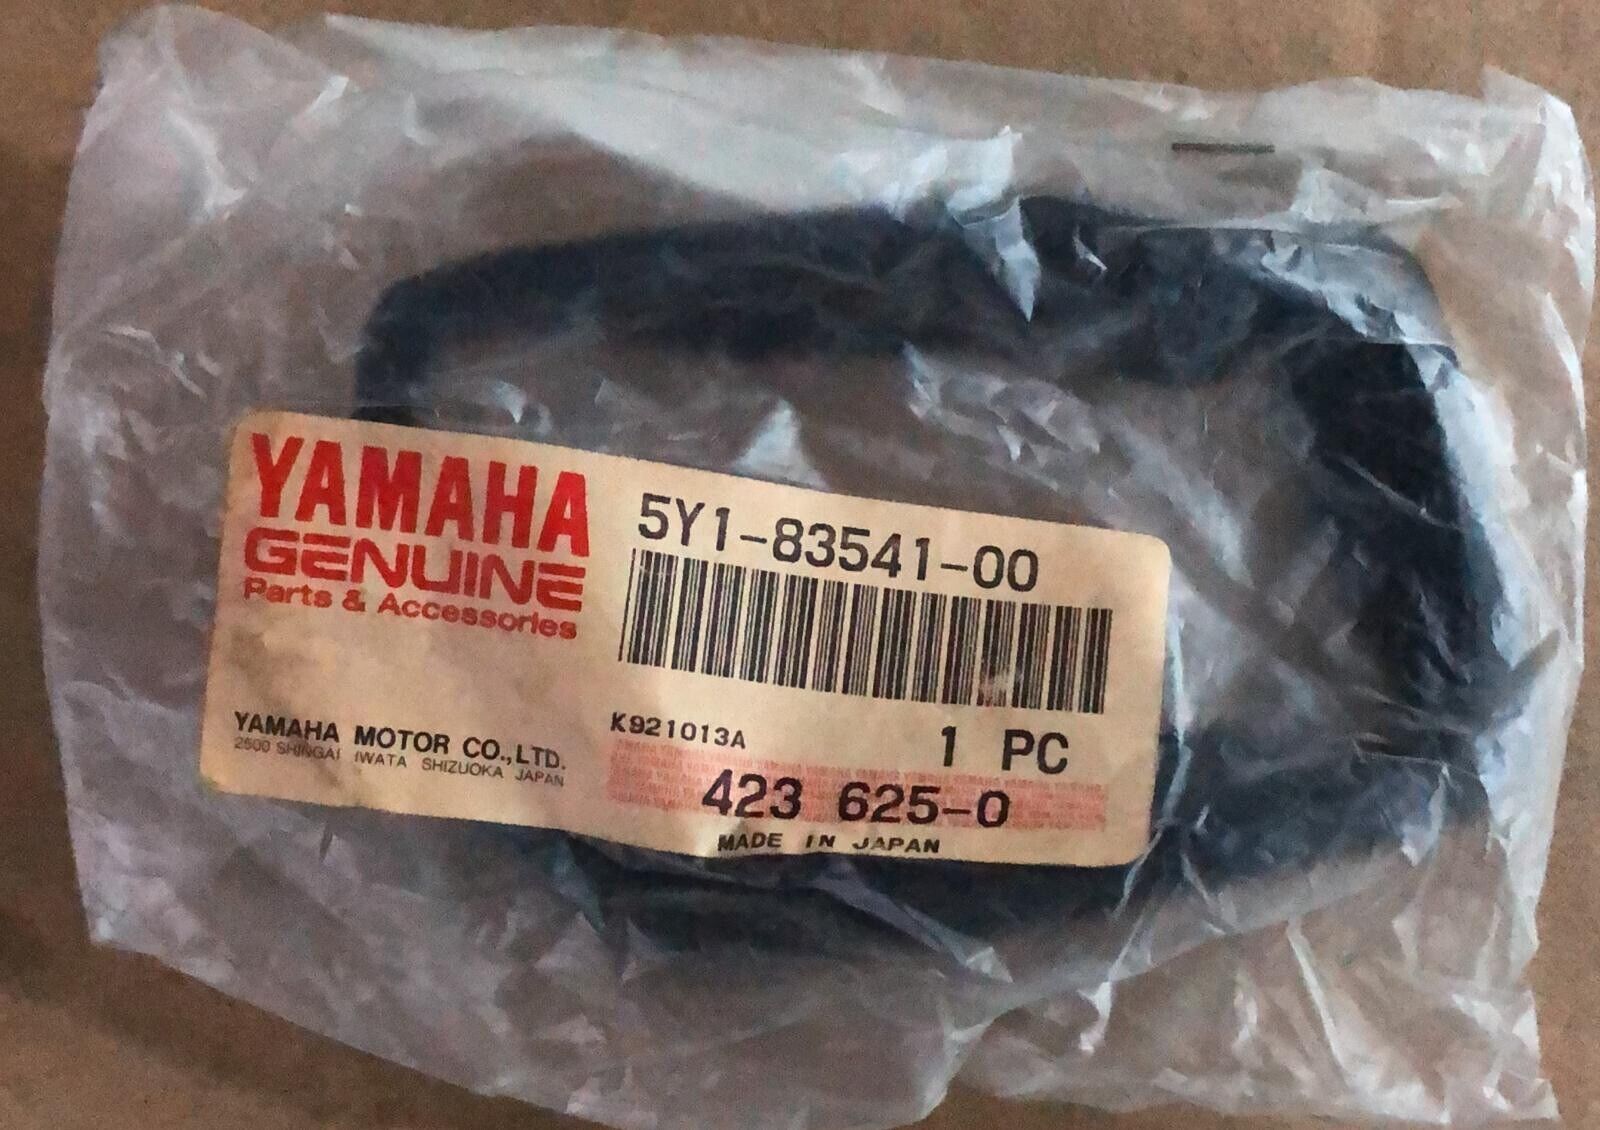 YAMAHA
GENUINE
Parts & Accessories
5Y1-83541-00
YAMAHA MOTOR CO.,LTD.
2500 SHINGAI IWATA SHIZUOKA JAPAN
K921013A
1 PC
423 625-0
MADE IN JAPAN